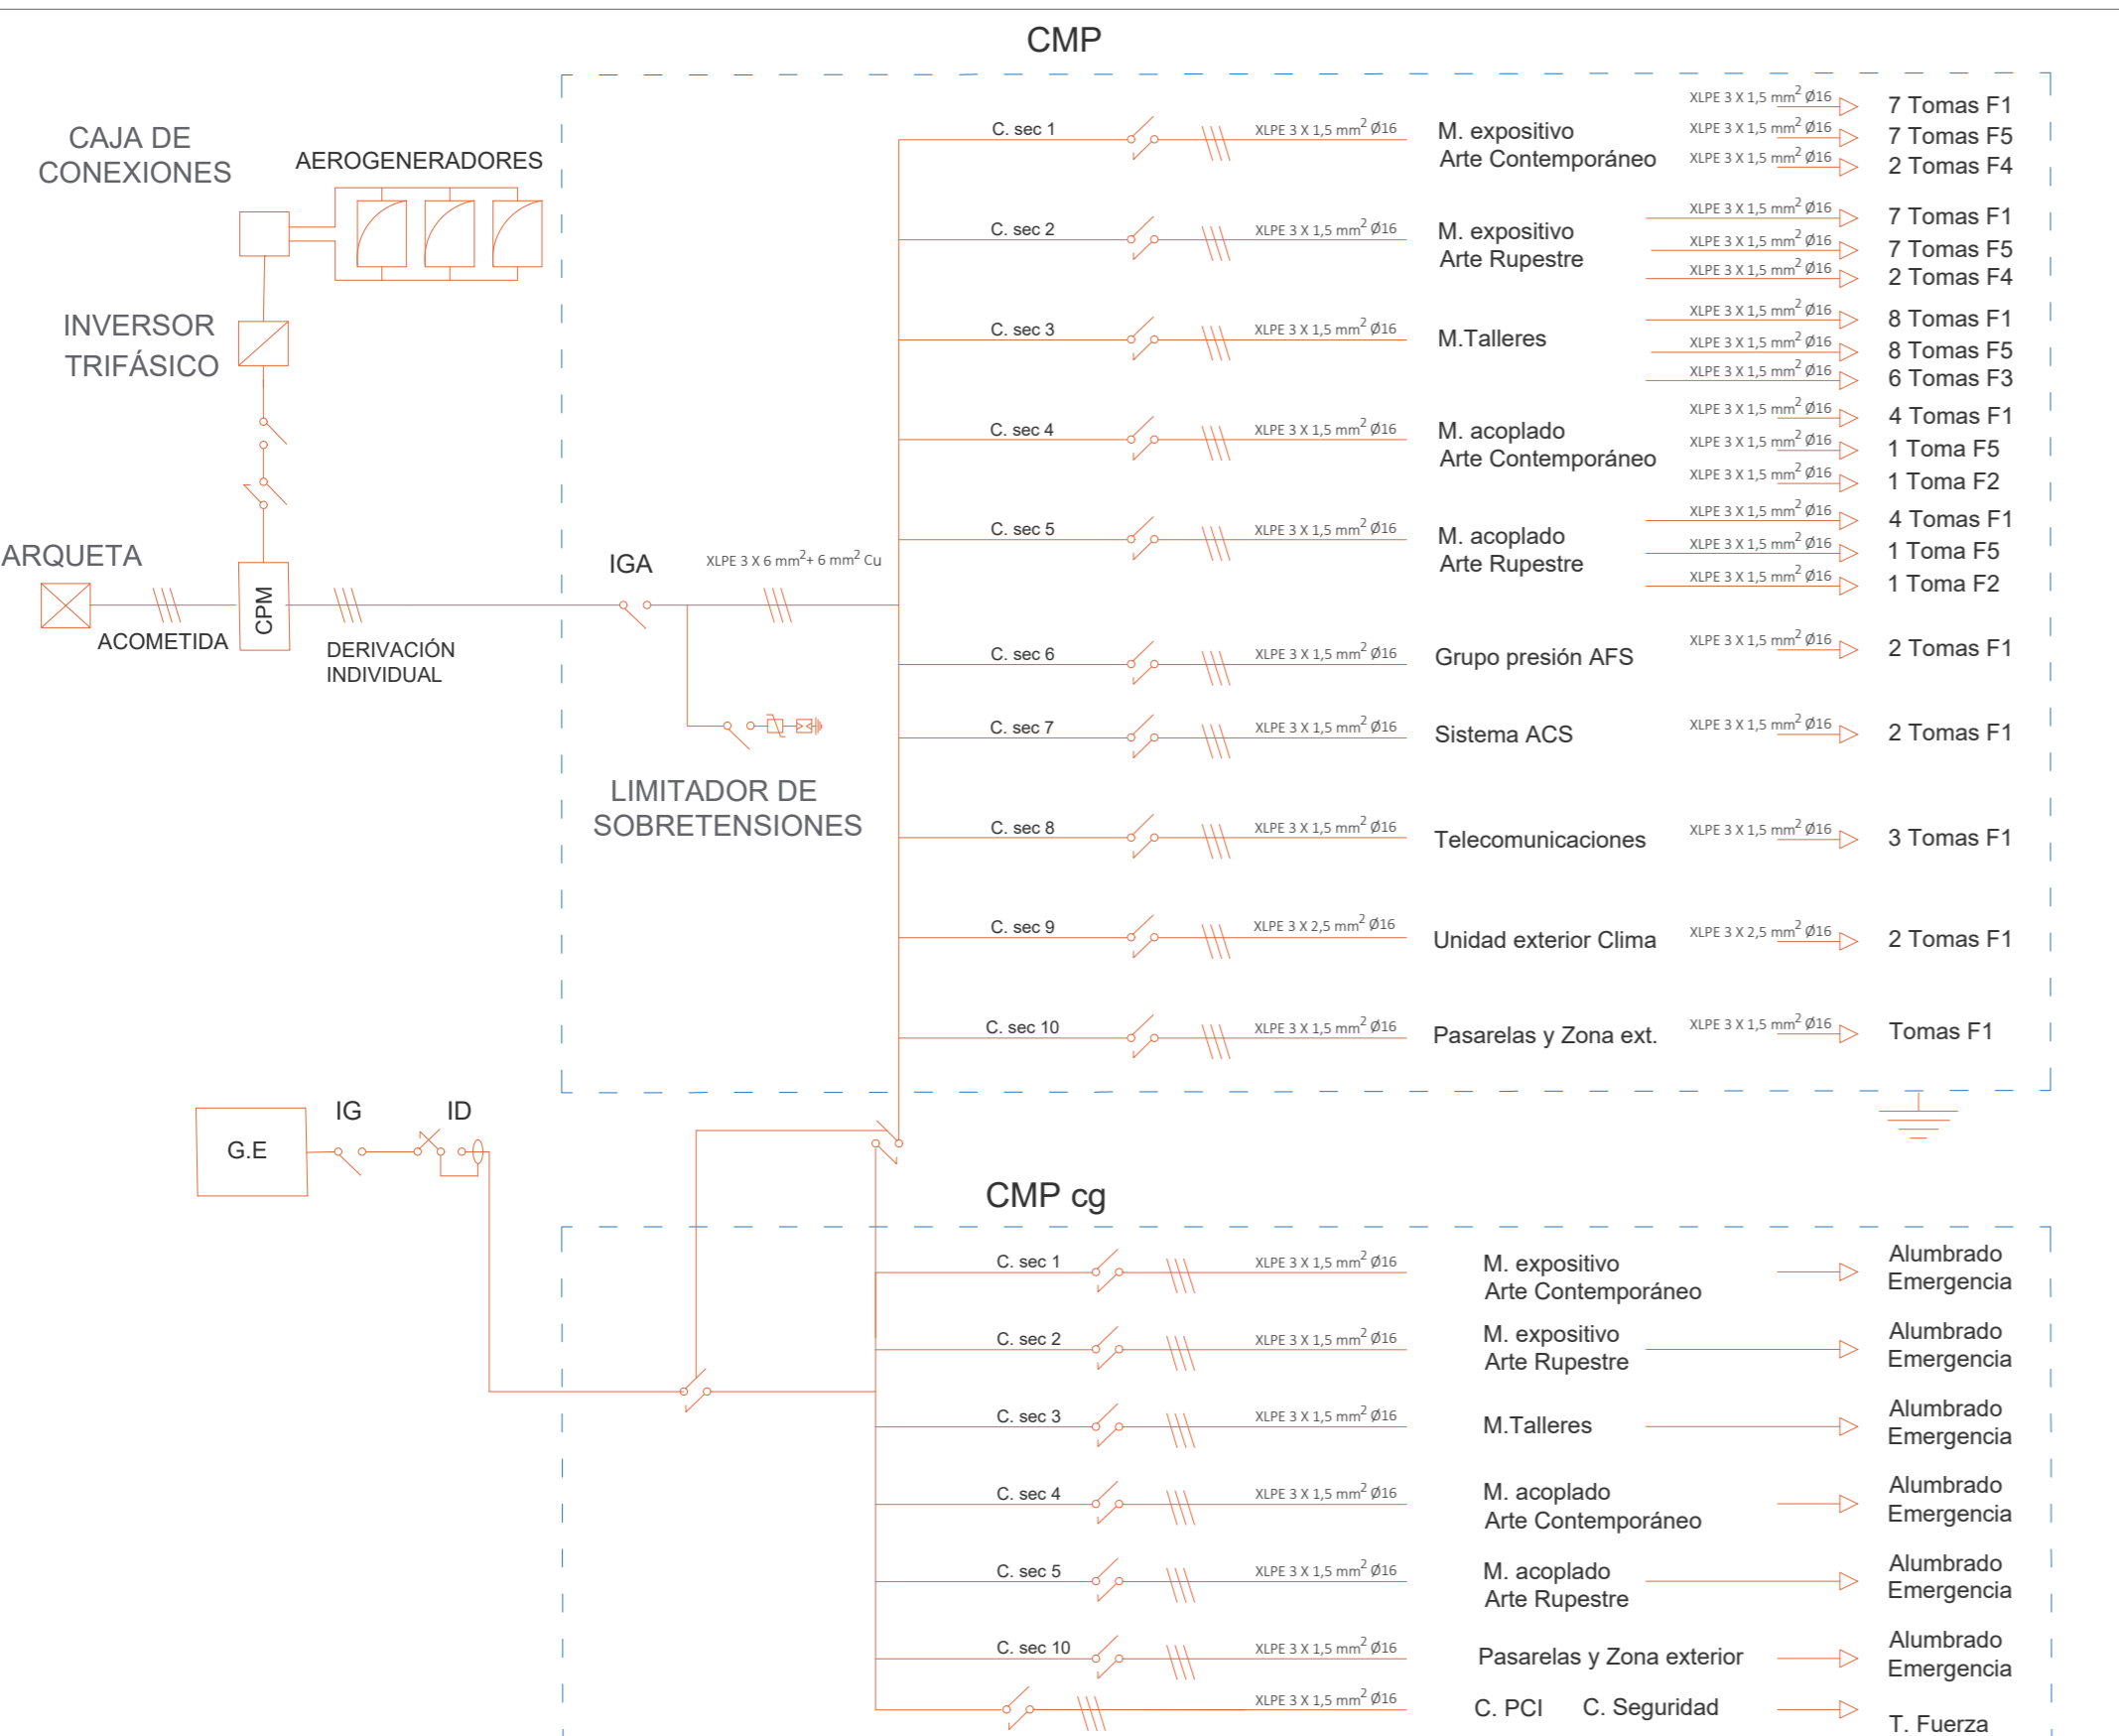 CMP
CAJA DE
CONEXIONES
AEROGENERADORES
INVERSOR
TRIFÁSICO
ARQUETA
ACOMETIDA
CPM
DERIVACIÓN
INDIVIDUAL
IGA
XLPE 3 X 6 mm²+ 6 mm² Cu
LIMITADOR DE
SOBRETENSIONES
C. sec 1
XLPE 3 X 1,5 mm² Ø16
M. expositivo
Arte Contemporáneo
XLPE 3 X 1,5 mm² Ø16
7 Tomas F1
XLPE 3 X 1,5 mm² Ø16
7 Tomas F5
XLPE 3 X 1,5 mm² Ø16
2 Tomas F4
C. sec 2
XLPE 3 X 1,5 mm² Ø16
M. expositivo
Arte Rupestre
XLPE 3 X 1,5 mm² Ø16
7 Tomas F1
XLPE 3 X 1,5 mm² Ø16
7 Tomas F5
XLPE 3 X 1,5 mm² Ø16
2 Tomas F4
C. sec 3
XLPE 3 X 1,5 mm² Ø16
M.Talleres
XLPE 3 X 1,5 mm² Ø16
8 Tomas F1
XLPE 3 X 1,5 mm² Ø16
8 Tomas F5
XLPE 3 X 1,5 mm² Ø16
6 Tomas F3
C. sec 4
XLPE 3 X 1,5 mm² Ø16
M. acoplado
Arte Contemporáneo
XLPE 3 X 1,5 mm² Ø16
4 Tomas F1
XLPE 3 X 1,5 mm² Ø16
1 Toma F5
XLPE 3 X 1,5 mm² Ø16
1 Toma F2
C. sec 5
XLPE 3 X 1,5 mm² Ø16
M. acoplado
Arte Rupestre
XLPE 3 X 1,5 mm² Ø16
4 Tomas F1
XLPE 3 X 1,5 mm² Ø16
1 Toma F5
XLPE 3 X 1,5 mm² Ø16
1 Toma F2
C. sec 6
XLPE 3 X 1,5 mm² Ø16
Grupo presión AFS
XLPE 3 X 1,5 mm² Ø16
2 Tomas F1
C. sec 7
XLPE 3 X 1,5 mm² Ø16
Sistema ACS
XLPE 3 X 1,5 mm² Ø16
2 Tomas F1
C. sec 8
XLPE 3 X 1,5 mm² Ø16
Telecomunicaciones
XLPE 3 X 1,5 mm² Ø16
3 Tomas F1
C. sec 9
XLPE 3 X 2,5 mm² Ø16
Unidad exterior Clima
XLPE 3 X 2,5 mm² Ø16
2 Tomas F1
C. sec 10
XLPE 3 X 1,5 mm² Ø16
Pasarelas y Zona ext.
XLPE 3 X 1,5 mm² Ø16
Tomas F1
G.E
IG
ID
CMP cg
C. sec 1
XLPE 3 X 1,5 mm² Ø16
M. expositivo
Arte Contemporáneo
Alumbrado
Emergencia
C. sec 2
XLPE 3 X 1,5 mm² Ø16
M. expositivo
Arte Rupestre
Alumbrado
Emergencia
C. sec 3
XLPE 3 X 1,5 mm² Ø16
M.Talleres
Alumbrado
Emergencia
C. sec 4
XLPE 3 X 1,5 mm² Ø16
M. acoplado
Arte Contemporáneo
Alumbrado
Emergencia
C. sec 5
XLPE 3 X 1,5 mm² Ø16
M. acoplado
Arte Rupestre
Alumbrado
Emergencia
C. sec 10
XLPE 3 X 1,5 mm² Ø16
Pasarelas y Zona exterior
Alumbrado
Emergencia
XLPE 3 X 1,5 mm² Ø16
C. PCI C. Seguridad
T. Fuerza